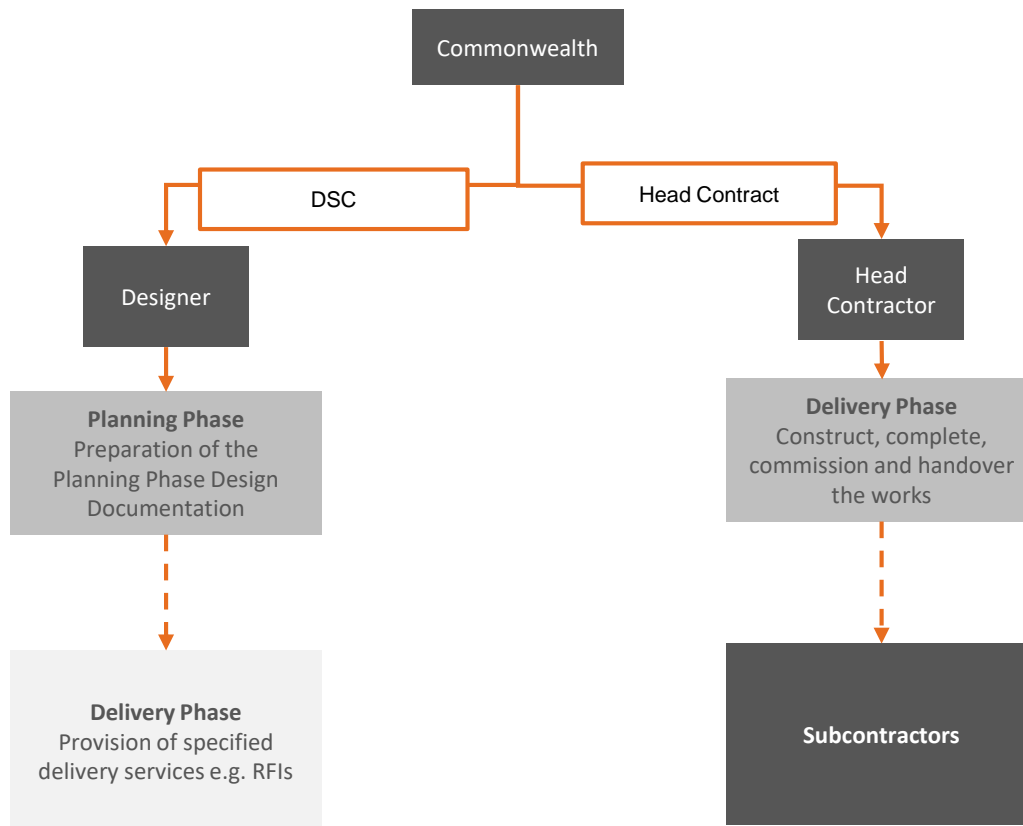 Commonwealth
DSC
Head Contract
Designer
Head
Contractor
Planning Phase
Preparation of the
Planning Phase Design
Documentation
Delivery Phase
Construct, complete,
commission and handover
the works
Delivery Phase
Provision of specified
delivery services e.g. RFIs
Subcontractors